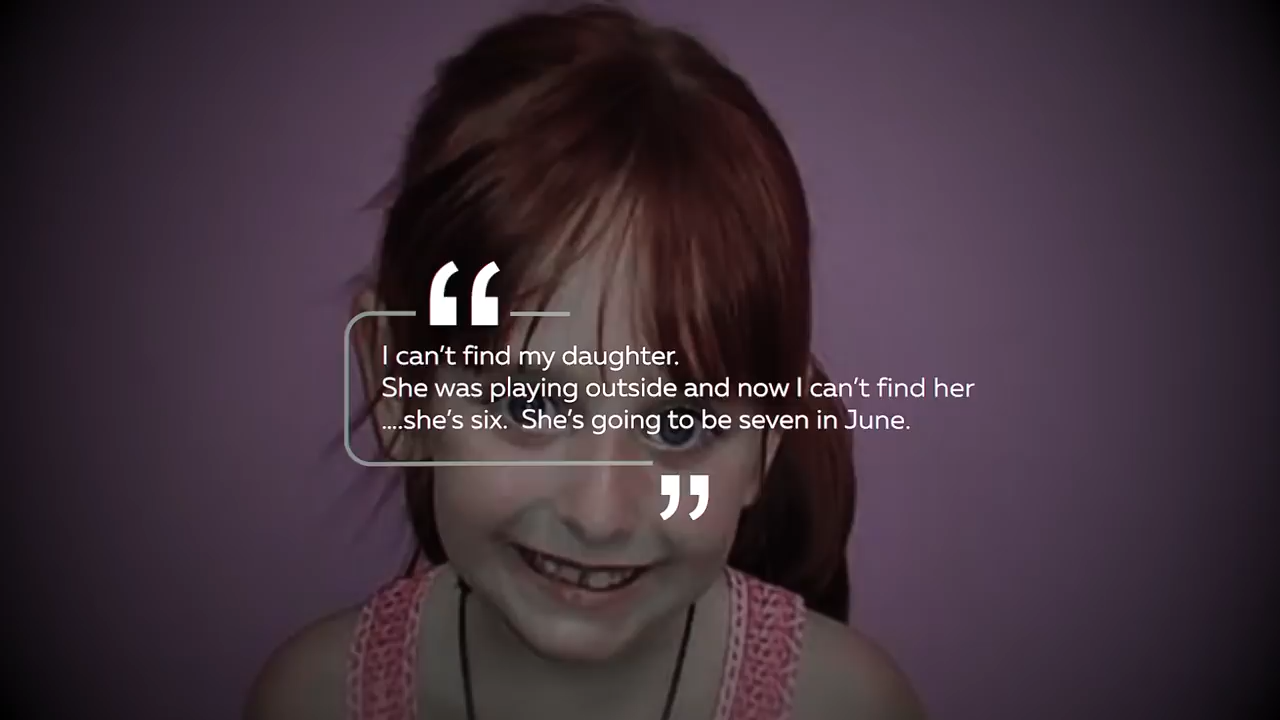 “
I can't find my daughter.
She was playing outside and now I can't find her
....she's six.  She's going to be seven in June.
”